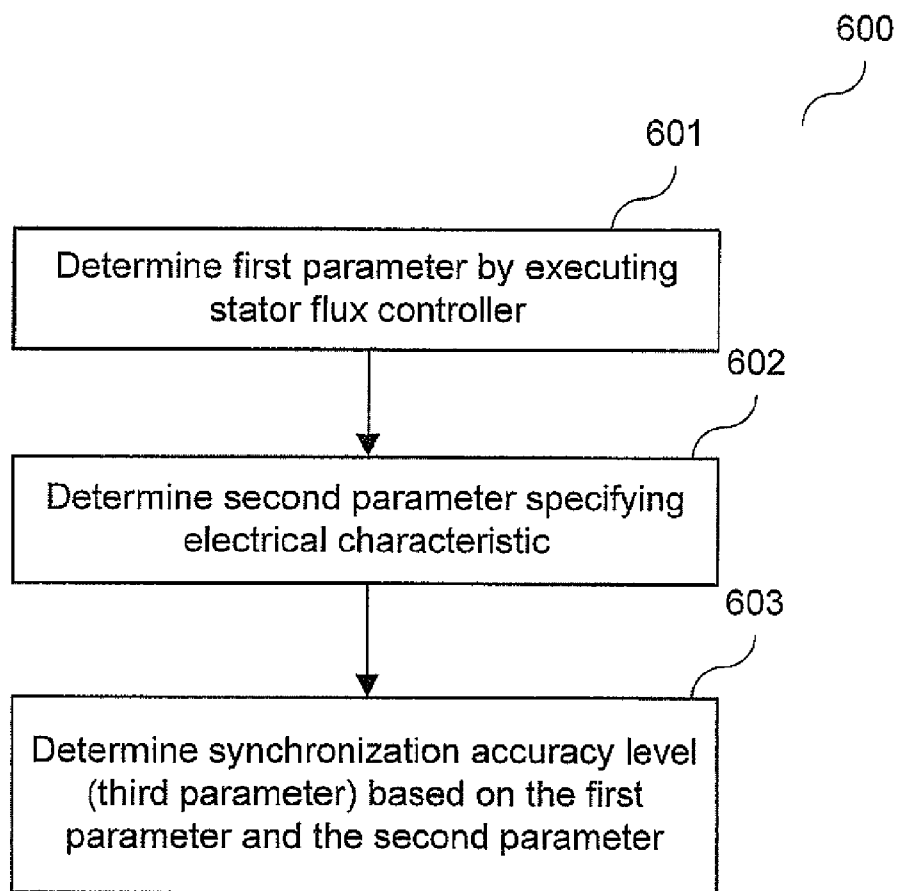 600
601
Determine first parameter by executing
stator flux controller
602
Determine second parameter specifying
electrical characteristic
603
Determine synchronization accuracy level
(third parameter) based on the first
parameter and the second parameter